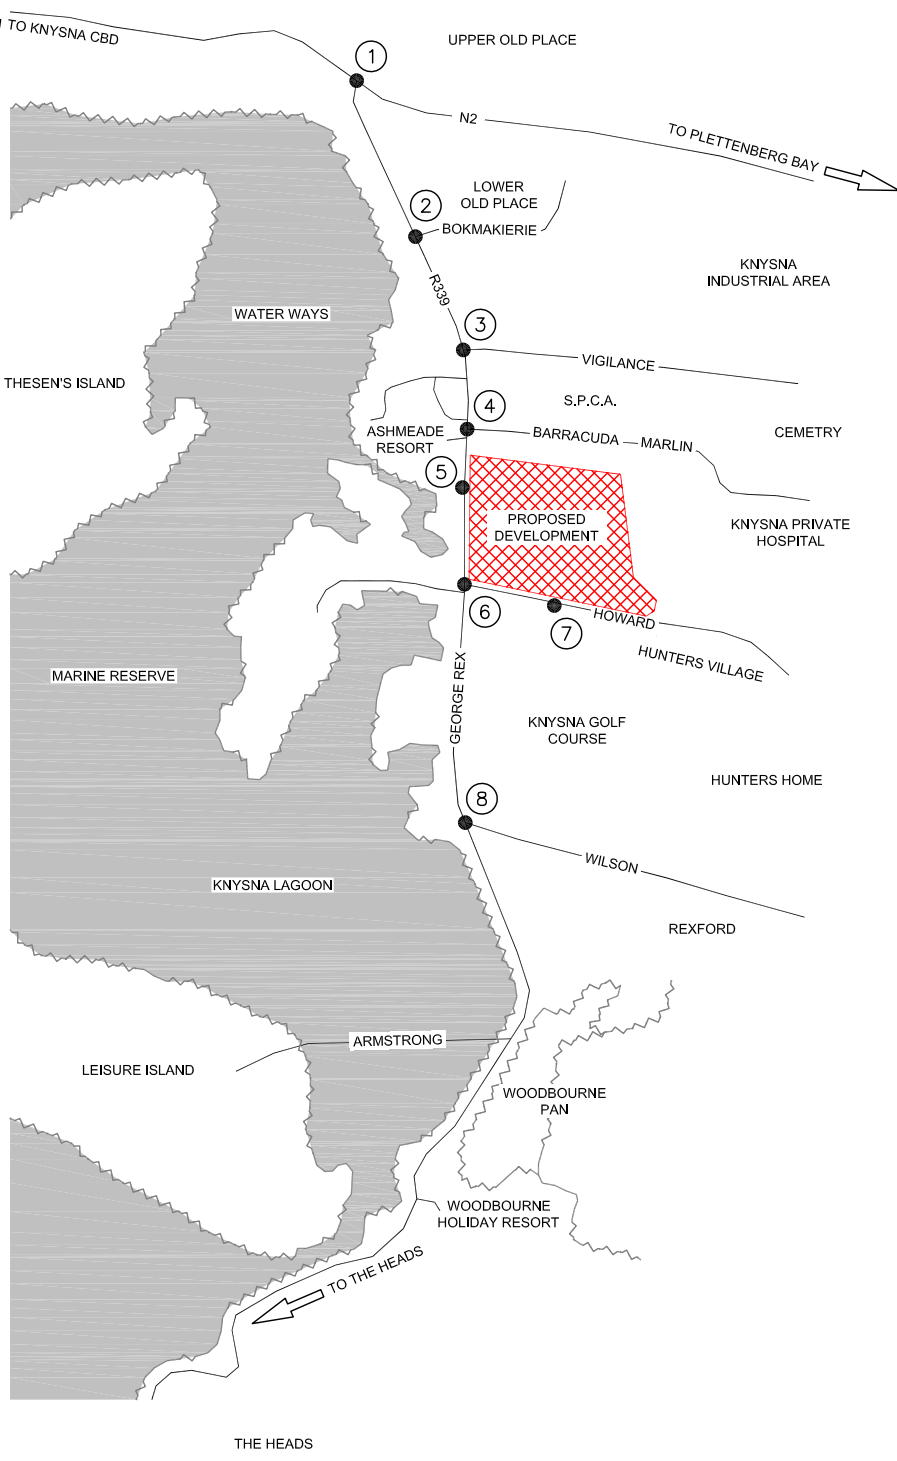 TO KNYSNA CBD
UPPER OLD PLACE
1
N2
TO PLETTENBERG BAY
LOWER
OLD PLACE
2
BOKMAKIERIE
KNYSNA
INDUSTRIAL AREA
R339
WATER WAYS
3
VIGILANCE
THESEN'S ISLAND
S.P.C.A.
4
ASHMEADE
RESORT
BARRACUDA
MARLIN
CEMETRY
5
PROPOSED
DEVELOPMENT
KNYSNA PRIVATE
HOSPITAL
6
7
HOWARD
HUNTERS VILLAGE
MARINE RESERVE
GEORGE REX
KNYSNA GOLF
COURSE
HUNTERS HOME
8
WILSON
KNYSNA LAGOON
REXFORD
ARMSTRONG
LEISURE ISLAND
WOODBOURNE
PAN
WOODBOURNE
HOLIDAY RESORT
TO THE HEADS
THE HEADS